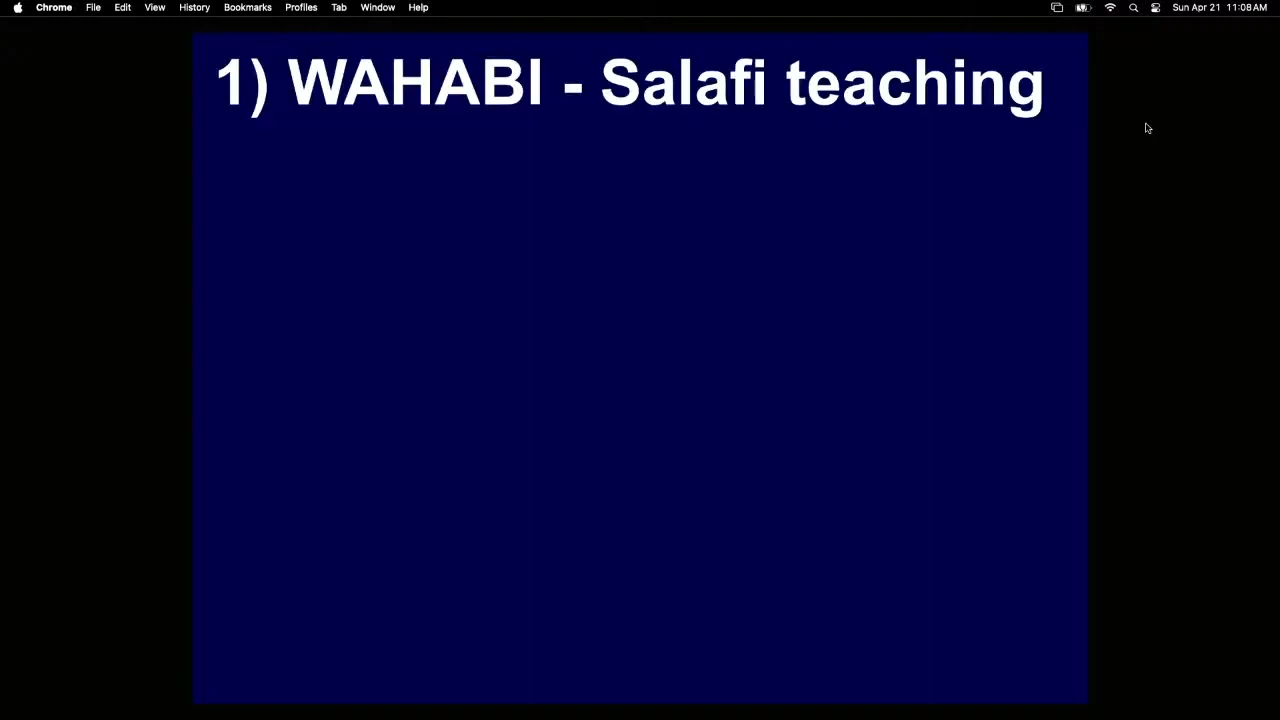 Chrome File Edit View History Bookmarks Profiles Tab Window Help Sun Apr 21 11:08 AM
1) WAHABI - Salafi teaching